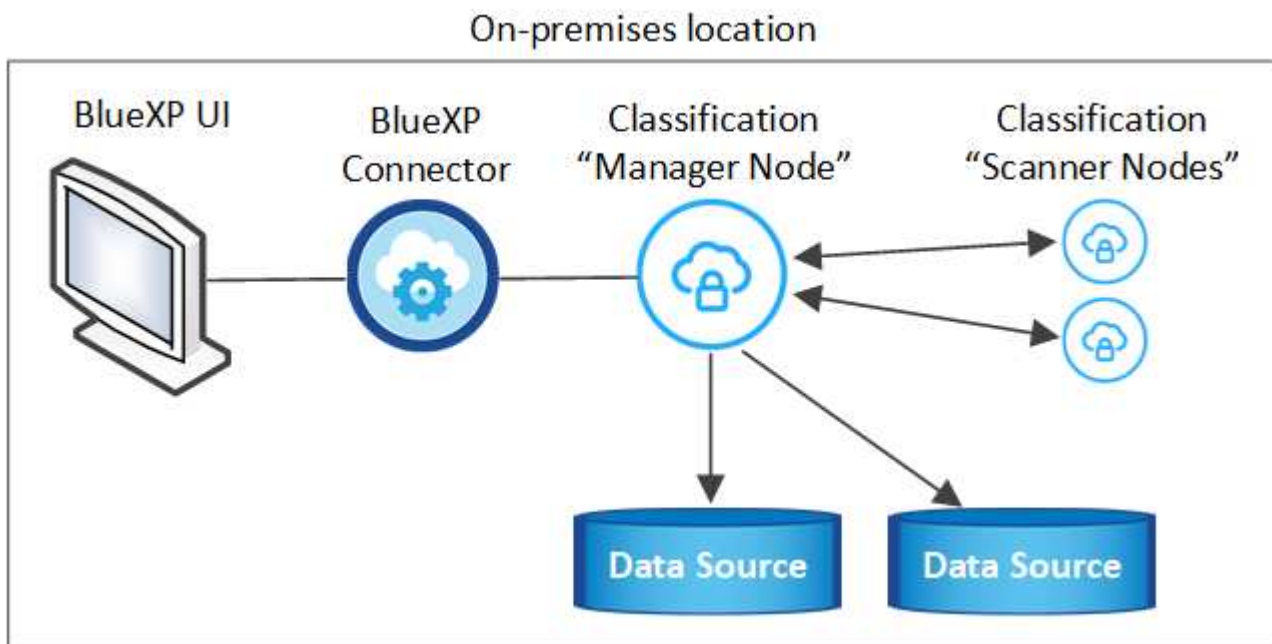 On-premises location
BlueXP UI
BlueXP
Connector
Classification
“Manager Node”
Classification
“Scanner Nodes”
Data Source
Data Source